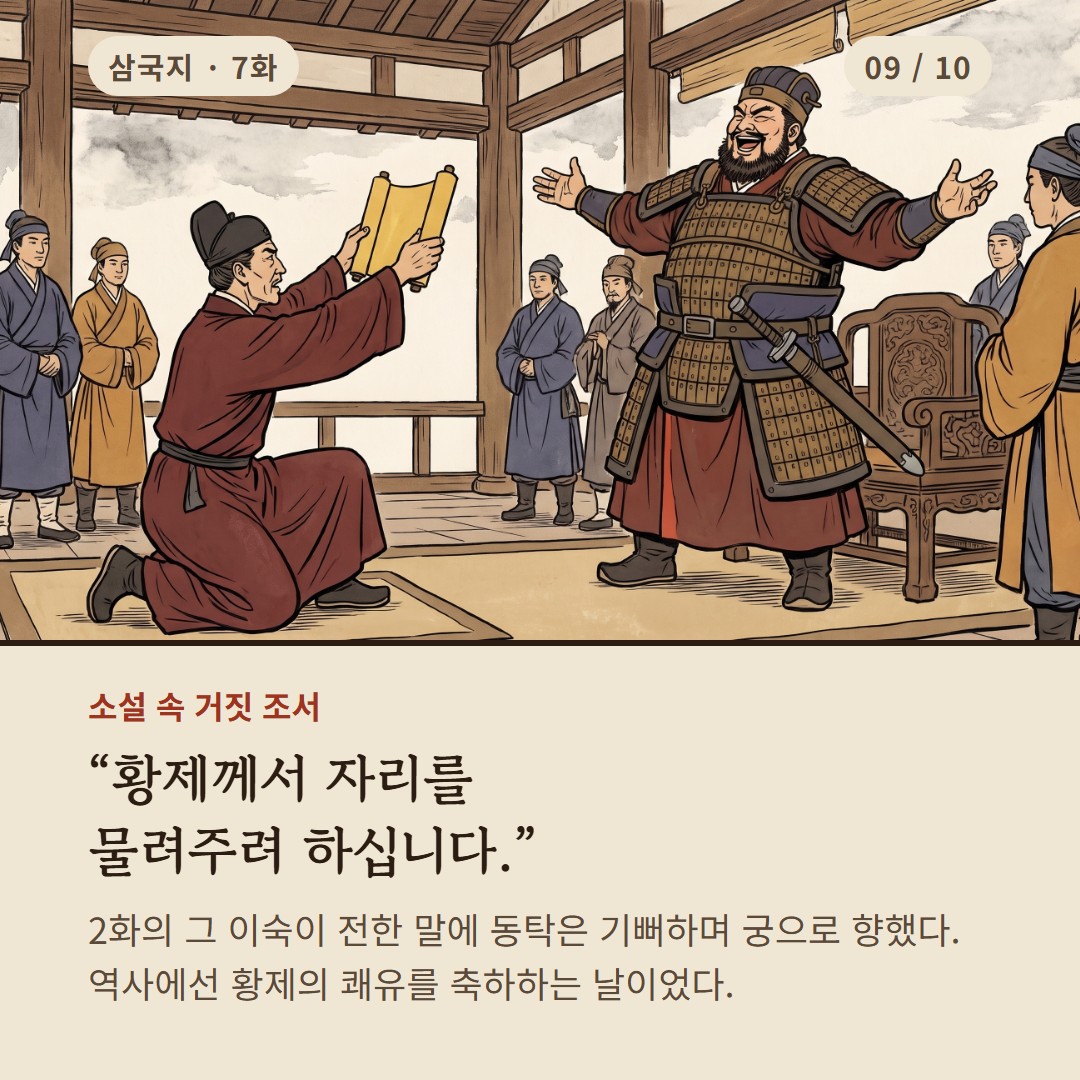 삼국지 · 7화
09 / 10
소설 속 거짓 조서
“황제께서 자리를
물려주려 하십니다.”
2화의 그 이숙이 전한 말에 동탁은 기뻐하며 궁으로 향했다.
역사에선 황제의 쾌유를 축하하는 날이었다.